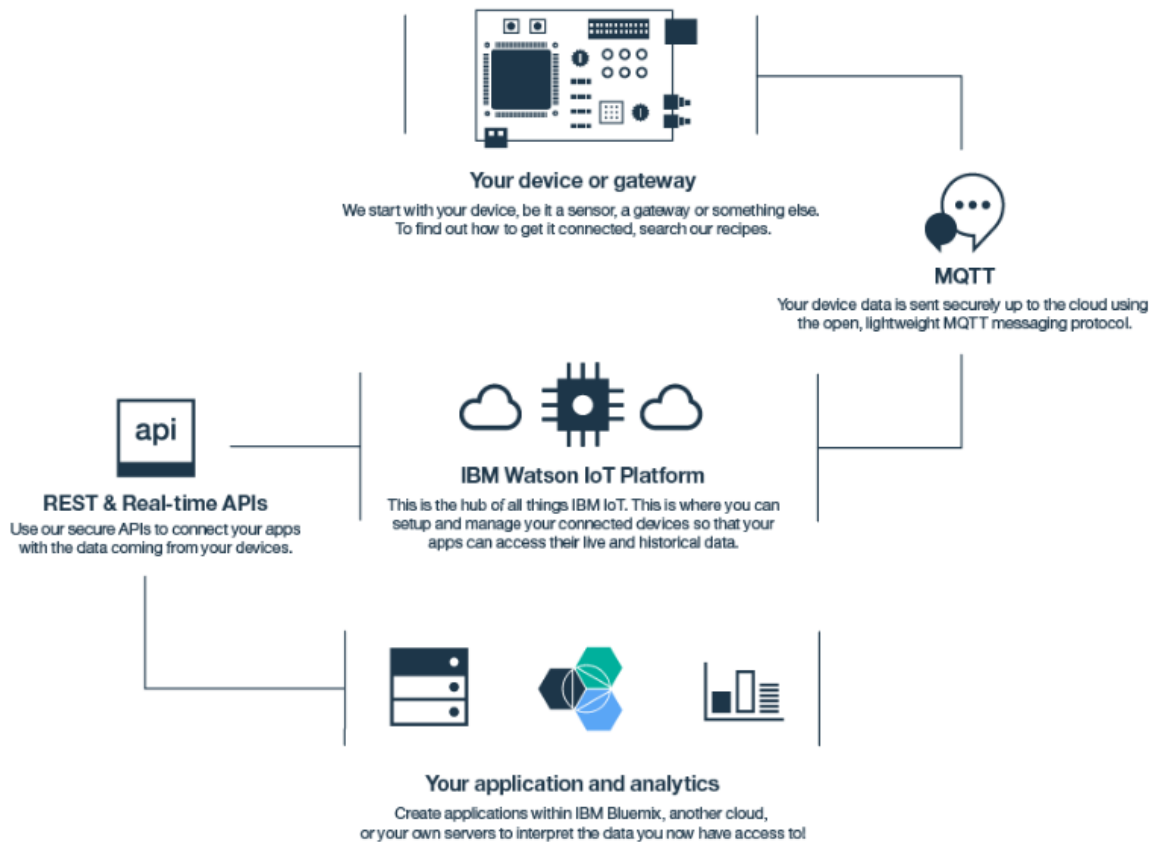 Your device or gateway
We start with your device, be it a sensor, a gateway or something else.
To find out how to get it connected, search our recipes.
MQTT
Your device data is sent securely up to the cloud using
the open, lightweight MQTT messaging protocol.
api
REST & Real-time APIs
Use our secure APIs to connect your apps
with the data coming from your devices.
IBM Watson IoT Platform
This is the hub of all things IBM IoT. This is where you can
setup and manage your connected devices so that your
apps can access their live and historical data.
Your application and analytics
Create applications within IBM Bluemix, another cloud,
or your own servers to interpret the data you now have access to!